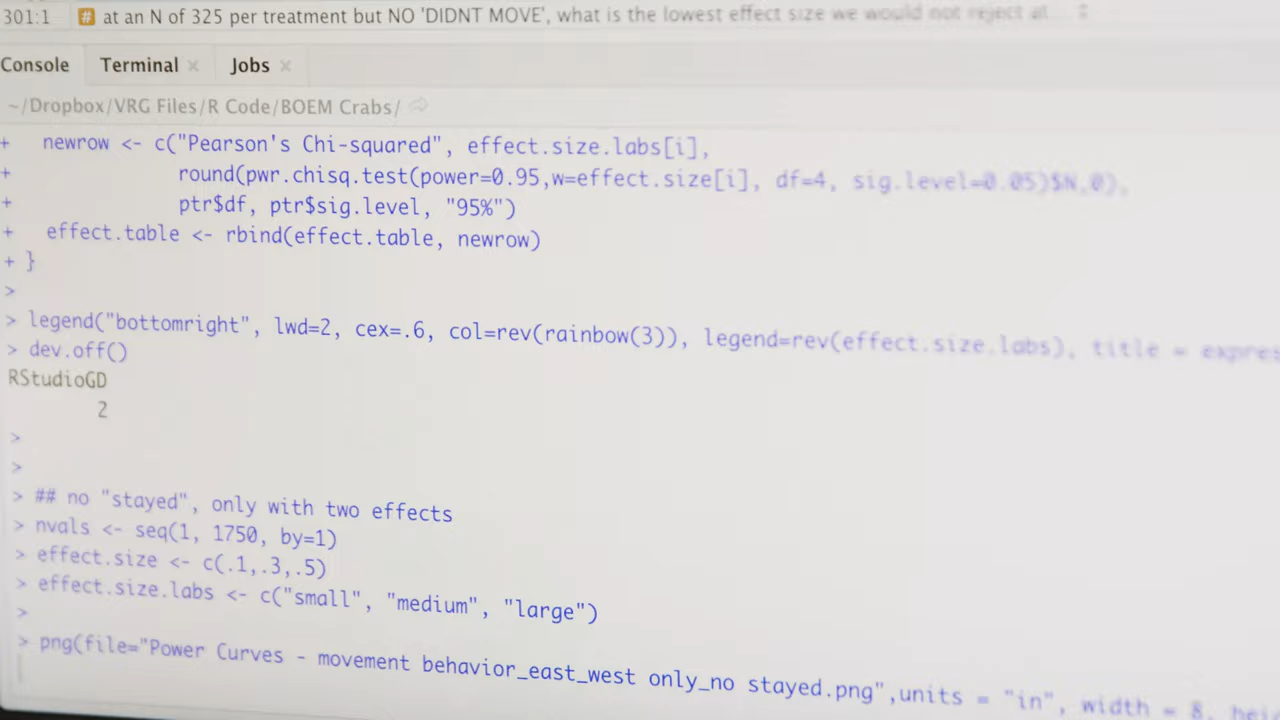 301:1 # at an N of 325 per treatment but NO 'DIDNT MOVE', what is the lowest effect size we would not reject at
Console Terminal × Jobs ×
~/Dropbox/VRG Files/R Code/BOEM Crabs/
+ newrow <- c("Pearson's Chi-squared", effect.size.labs[i],
+ round(pwr.chisq.test(power=0.95,w=effect.size[i], df=4, sig.level=0.05)$N,0),
+ ptr$df, ptr$sig.level, "95%")
+ effect.table <- rbind(effect.table, newrow)
+ }
>
> legend("bottomright", lwd=2, cex=.6, col=rev(rainbow(3)), legend=rev(effect.size.labs), title = expres
> dev.off()
RStudioGD
2
>
>
> ## no "stayed", only with two effects
> nvals <- seq(1, 1750, by=1)
> effect.size <- c(.1,.3,.5)
> effect.size.labs <- c("small", "medium", "large")
>
> png(file="Power Curves - movement behavior_east_west only_no stayed.png",units = "in", width = 8, hei